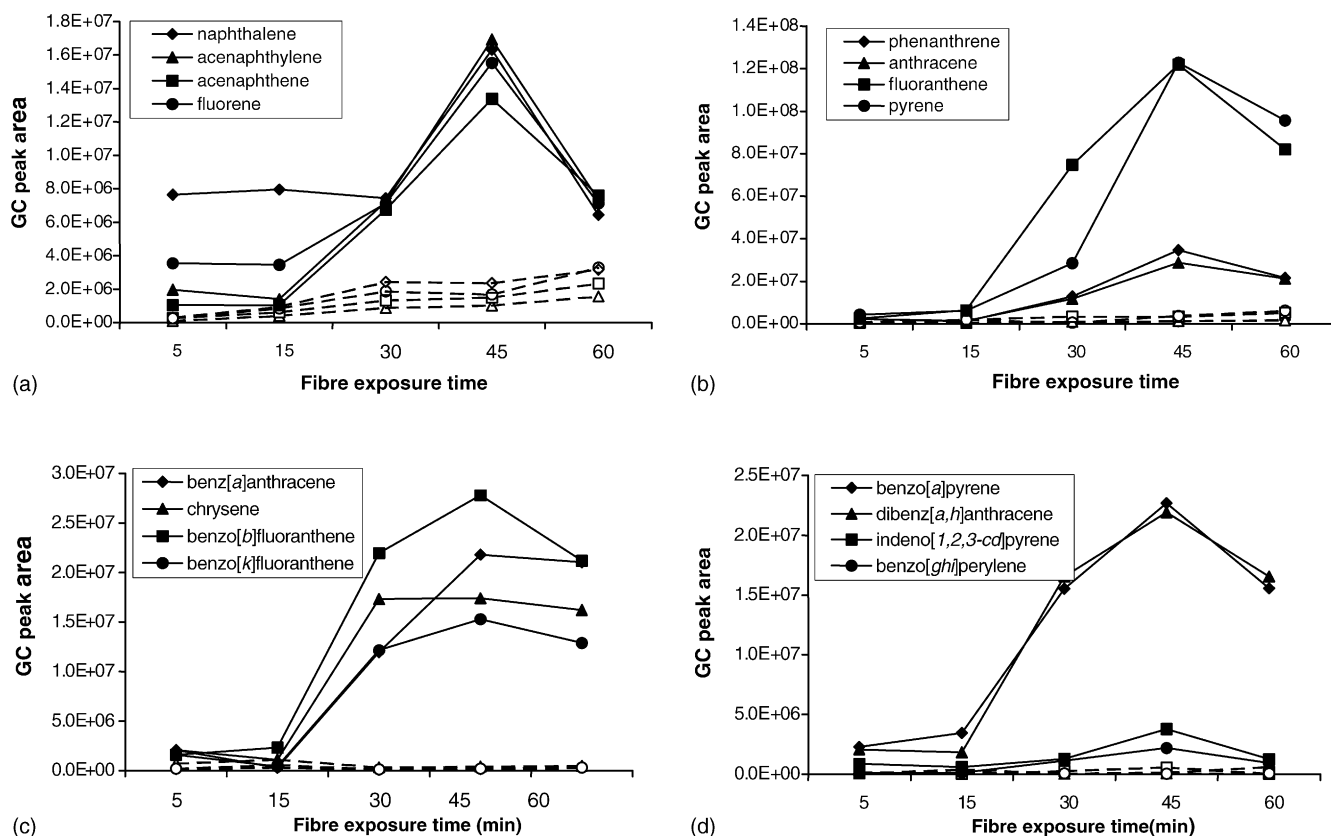 1.8E+07
1.6E+07
1.4E+07
1.2E+07
1.0E+07
8.0E+06
6.0E+06
4.0E+06
2.0E+06
0.0E+00
GC peak area
naphthalene
acenaphthylene
acenaphthene
fluorene
5 15 30 45 60
Fibre exposure time
(a)
1.4E+08
1.2E+08
1.0E+08
8.0E+07
6.0E+07
4.0E+07
2.0E+07
0.0E+00
GC peak area
phenanthrene
anthracene
fluoranthene
pyrene
5 15 30 45 60
Fibre exposure time
(b)
3.0E+07
2.5E+07
2.0E+07
1.5E+07
1.0E+07
5.0E+06
0.0E+00
GC peak area
benz[a]anthracene
chrysene
benzo[b]fluoranthene
benzo[k]fluoranthene
5 15 30 45 60
Fibre exposure time (min)
(c)
2.5E+07
2.0E+07
1.5E+07
1.0E+07
5.0E+06
0.0E+00
GC peak area
benzo[a]pyrene
dibenz[a,h]anthracene
indeno[1,2,3-cd]pyrene
benzo[ghi]perylene
5 15 30 45 60
Fibre exposure time(min)
(d)